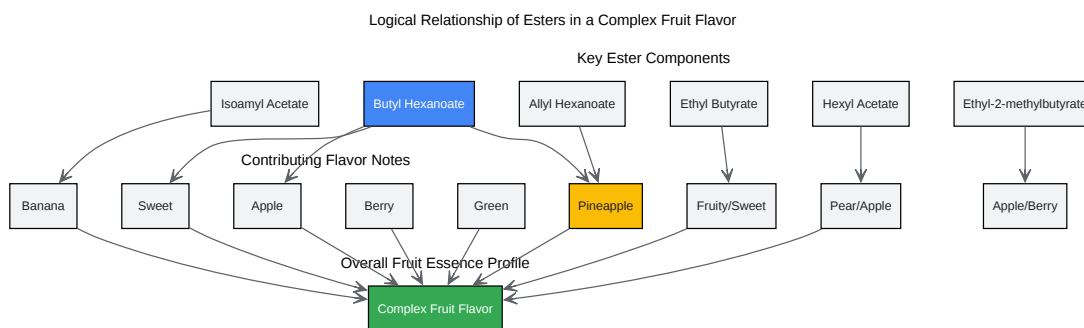 Logical Relationship of Esters in a Complex Fruit Flavor
Key Ester Components
Isoamyl Acetate
Butyl Hexanoate
Allyl Hexanoate
Ethyl Butyrate
Hexyl Acetate
Ethyl-2-methylbutyrate
Contributing Flavor Notes
Banana
Sweet
Apple
Berry
Green
Pineapple
Fruity/Sweet
Pear/Apple
Apple/Berry
Overall Fruit Essence Profile
Complex Fruit Flavor